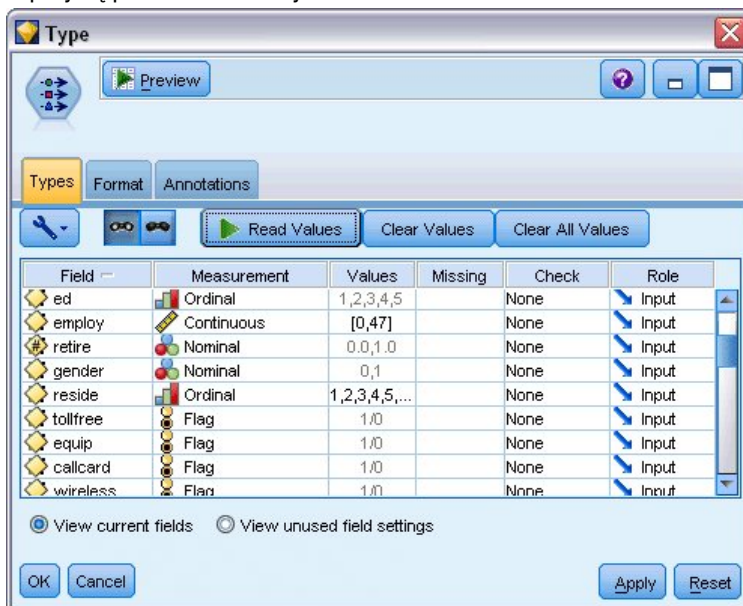 Type
Preview
Types Format Annotations
Read Values Clear Values Clear All Values
Field Measurement Values Missing Check Role
ed Ordinal 1,2,3,4,5 None Input
employ Continuous [0,47] None Input
retire Nominal 0.0,1.0 None Input
gender Nominal 0,1 None Input
reside Ordinal 1,2,3,4,5,... None Input
tollfree Flag 1/0 None Input
equip Flag 1/0 None Input
callcard Flag 1/0 None Input
wireless Flag 1/0 None Input
View current fields View unused field settings
OK Cancel Apply Reset